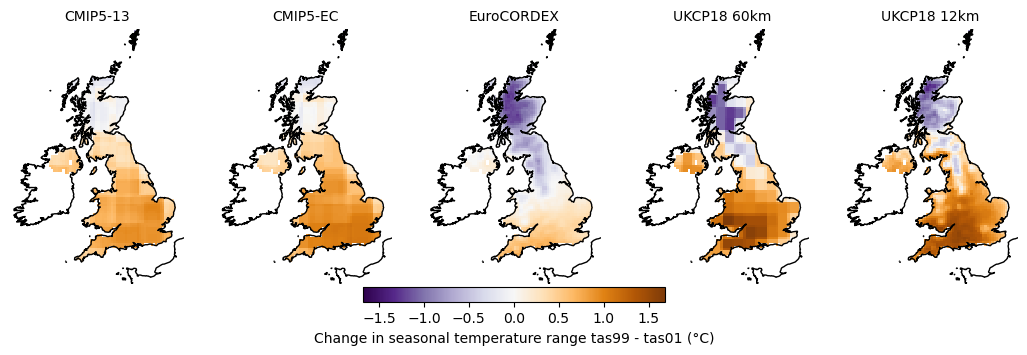 CMIP5-13 CMIP5-EC EuroCORDEX UKCP18 60km UKCP18 12km
−1.5 −1.0 −0.5 0.0 0.5 1.0 1.5
Change in seasonal temperature range tas99 - tas01 (°C)